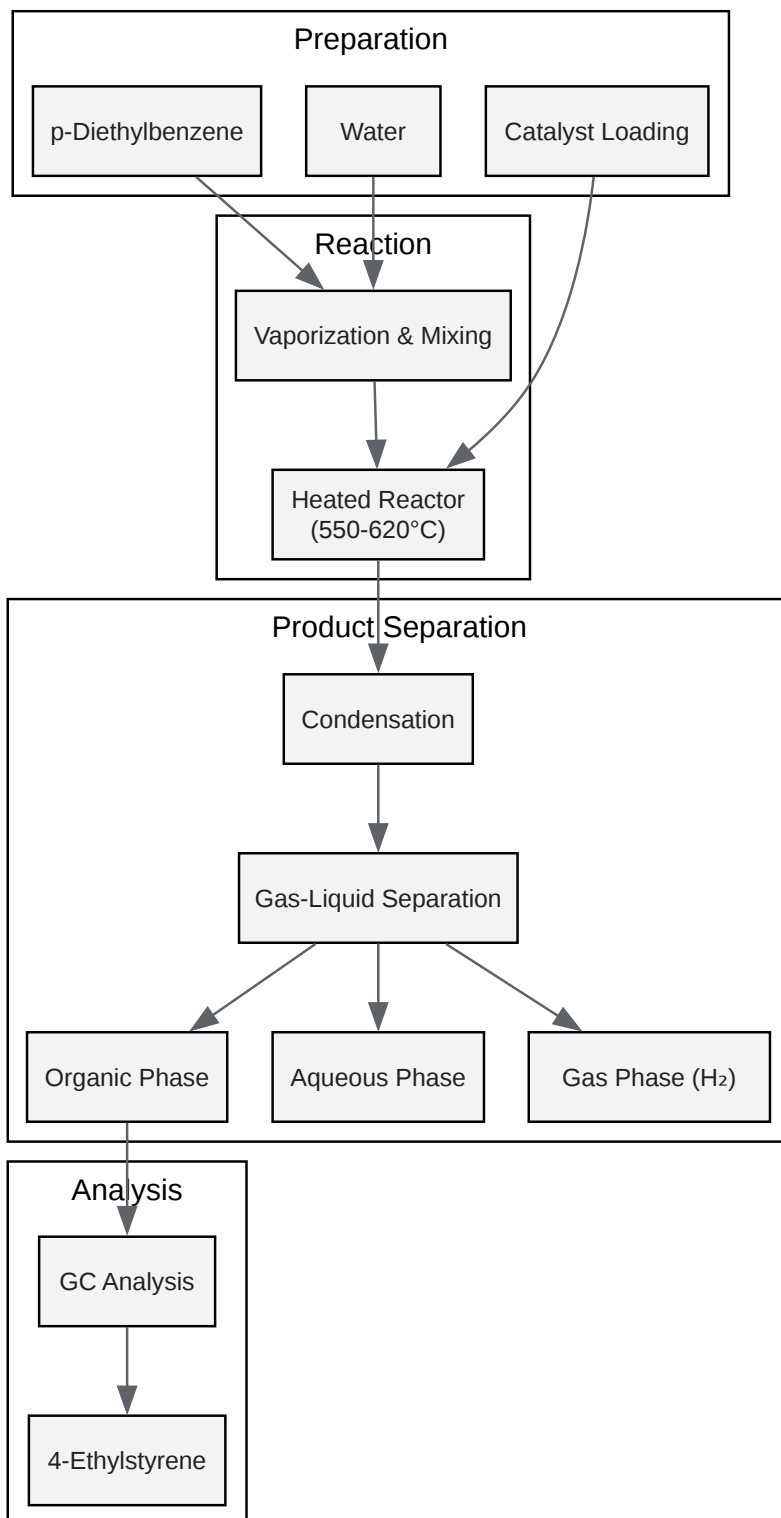 Preparation
p-Diethylbenzene
Water
Catalyst Loading
Reaction
Vaporization & Mixing
Heated Reactor
(550-620°C)
Product Separation
Condensation
Gas-Liquid Separation
Organic Phase
Aqueous Phase
Gas Phase (H₂)
Analysis
GC Analysis
4-Ethylstyrene